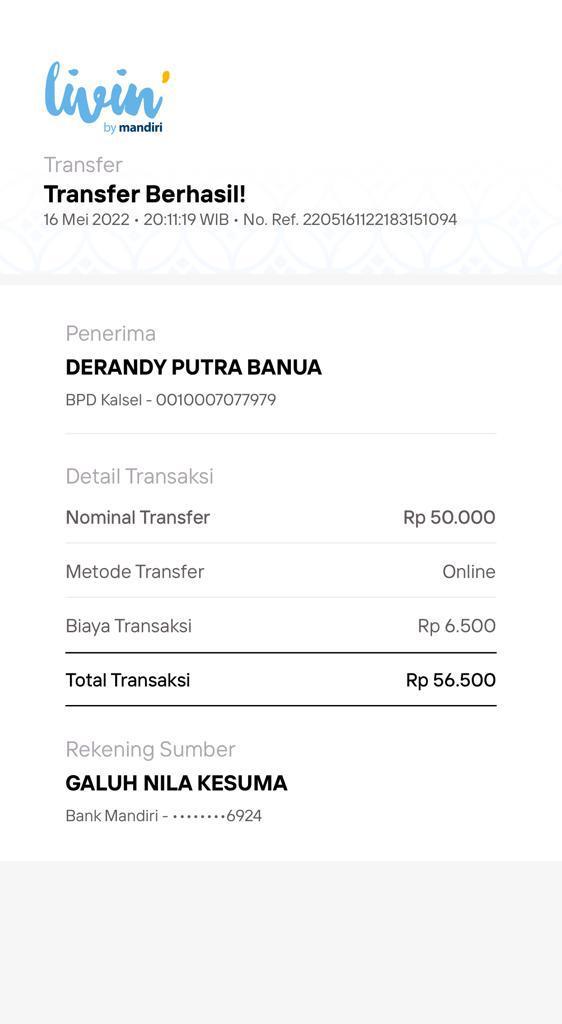 livin'
by mandiri
Transfer
Transfer Berhasil!
16 Mei 2022 • 20:11:19 WIB • No. Ref. 2205161122183151094
Penerima
DERANDY PUTRA BANUA
BPD Kalsel - 0010007077979
Detail Transaksi
Nominal Transfer Rp 50.000
Metode Transfer Online
Biaya Transaksi Rp 6.500
Total Transaksi Rp 56.500
Rekening Sumber
GALUH NILA KESUMA
Bank Mandiri - ••••••••6924